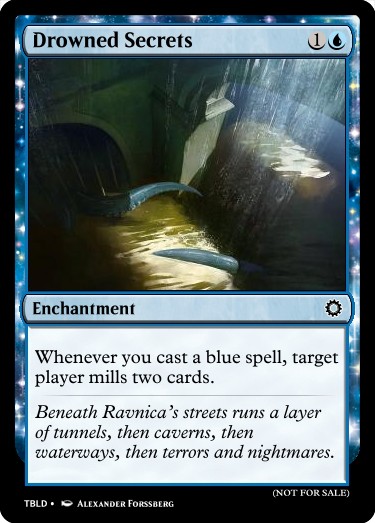 Drowned Secrets 1
Enchantment
Whenever you cast a blue spell, target
player mills two cards.
Beneath Ravnica's streets runs a layer
of tunnels, then caverns, then
waterways, then terrors and nightmares.
(NOT FOR SALE)
TBLD • Alexander Forssberg